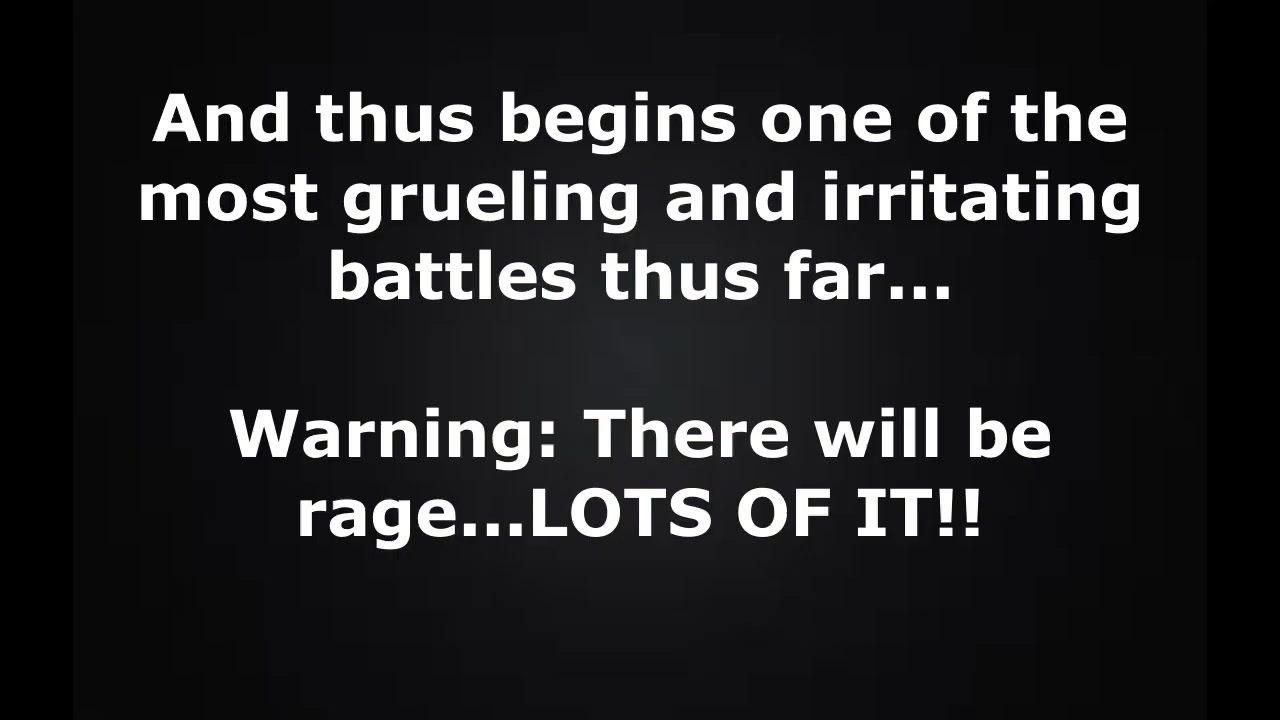 And thus begins one of the
most grueling and irritating
battles thus far...
Warning: There will be
rage...LOTS OF IT!!